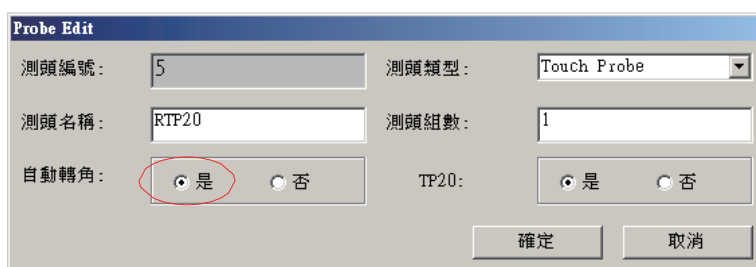 Probe Edit
測頭編號: 5 測頭類型: Touch Probe
測頭名稱: RTP20 測頭組數: 1
自動轉角: 是 否 TP20: 是 否
確定 取消